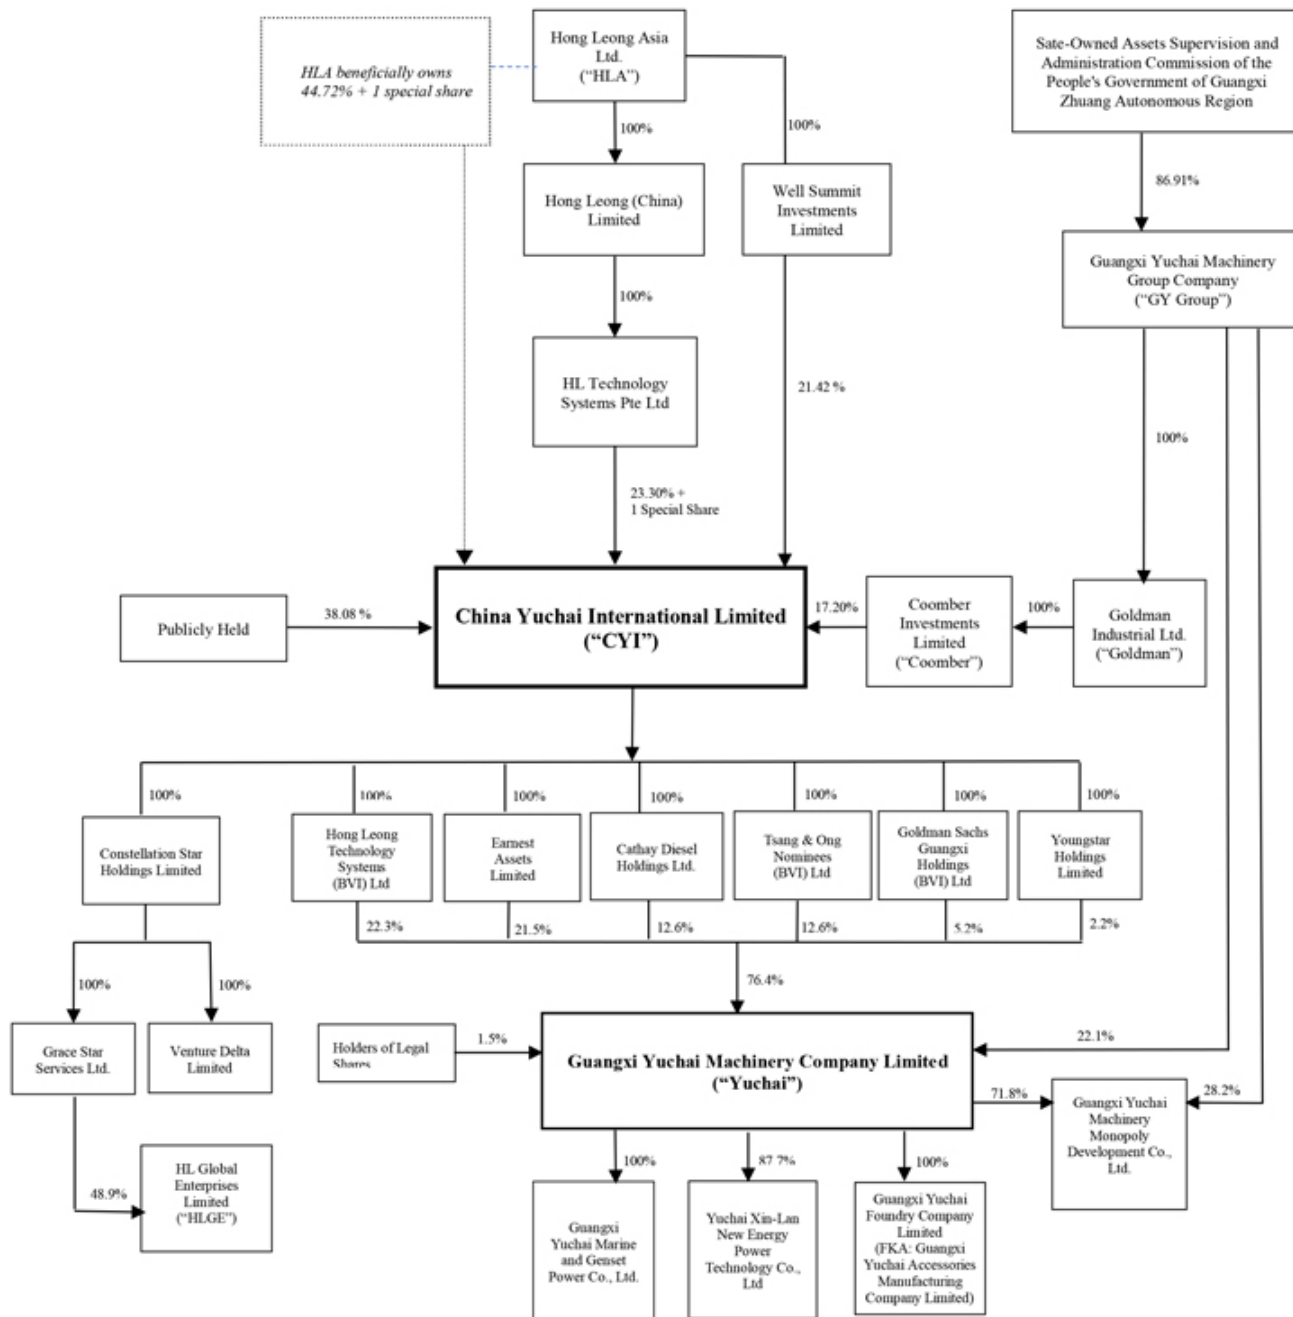 HLA beneficially owns
44.72% + 1 special share
Hong Leong Asia
Ltd.
(“HLA”)
Sate-Owned Assets Supervision and
Administration Commission of the
People's Government of Guangxi
Zhuang Autonomous Region
100%
100%
86.91%
Hong Leong (China)
Limited
Well Summit
Investments
Limited
Guangxi Yuchai Machinery
Group Company
(“GY Group”)
100%
HL Technology
Systems Pte Ltd
21.42 %
100%
23.30% +
1 Special Share
Publicly Held
38.08 %
China Yuchai International Limited
(“CYI”)
17.20%
Coomber
Investments
Limited
(“Coomber”)
100%
Goldman
Industrial Ltd.
(“Goldman”)
100%
100%
100%
100%
100%
100%
100%
Constellation Star
Holdings Limited
Hong Leong
Technology
Systems
(BVI) Ltd
Earnest
Assets
Limited
Cathay Diesel
Holdings Ltd.
Tsang & Ong
Nominees
(BVI) Ltd
Goldman Sachs
Guangxi
Holdings
(BVI) Ltd
Youngstar
Holdings
Limited
22.3%
21.5%
12.6%
12.6%
5.2%
2.2%
100%
100%
76.4%
Grace Star
Services Ltd.
Venture Delta
Limited
Holders of Legal
Shares
1.5%
Guangxi Yuchai Machinery Company Limited
(“Yuchai”)
22.1%
71.8%
28.2%
Guangxi Yuchai
Machinery
Monopoly
Development Co.,
Ltd.
48.9%
HL Global
Enterprises
Limited
(“HLGE”)
100%
87.7%
100%
Guangxi
Yuchai Marine
and Genset
Power Co., Ltd.
Yuchai Xin-Lan
New Energy
Power
Technology Co.,
Ltd
Guangxi Yuchai
Foundry Company
Limited
(FKA: Guangxi
Yuchai Accessories
Manufacturing
Company Limited)